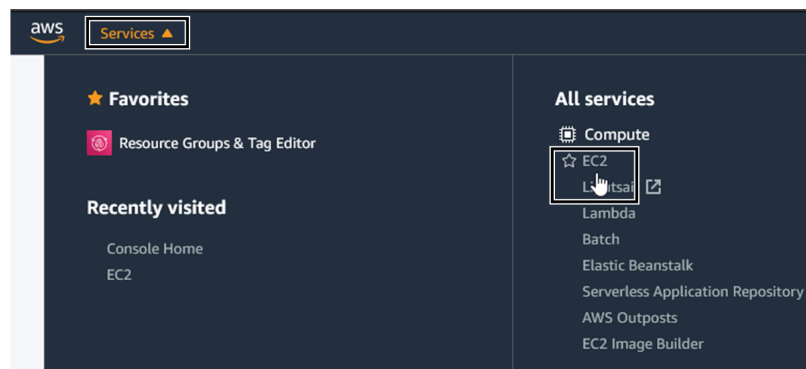 aws
Services
Favorites
Resource Groups & Tag Editor
Recently visited
Console Home
EC2
All services
Compute
EC2
Lambda
Batch
Elastic Beanstalk
Serverless Application Repository
AWS Outposts
EC2 Image Builder